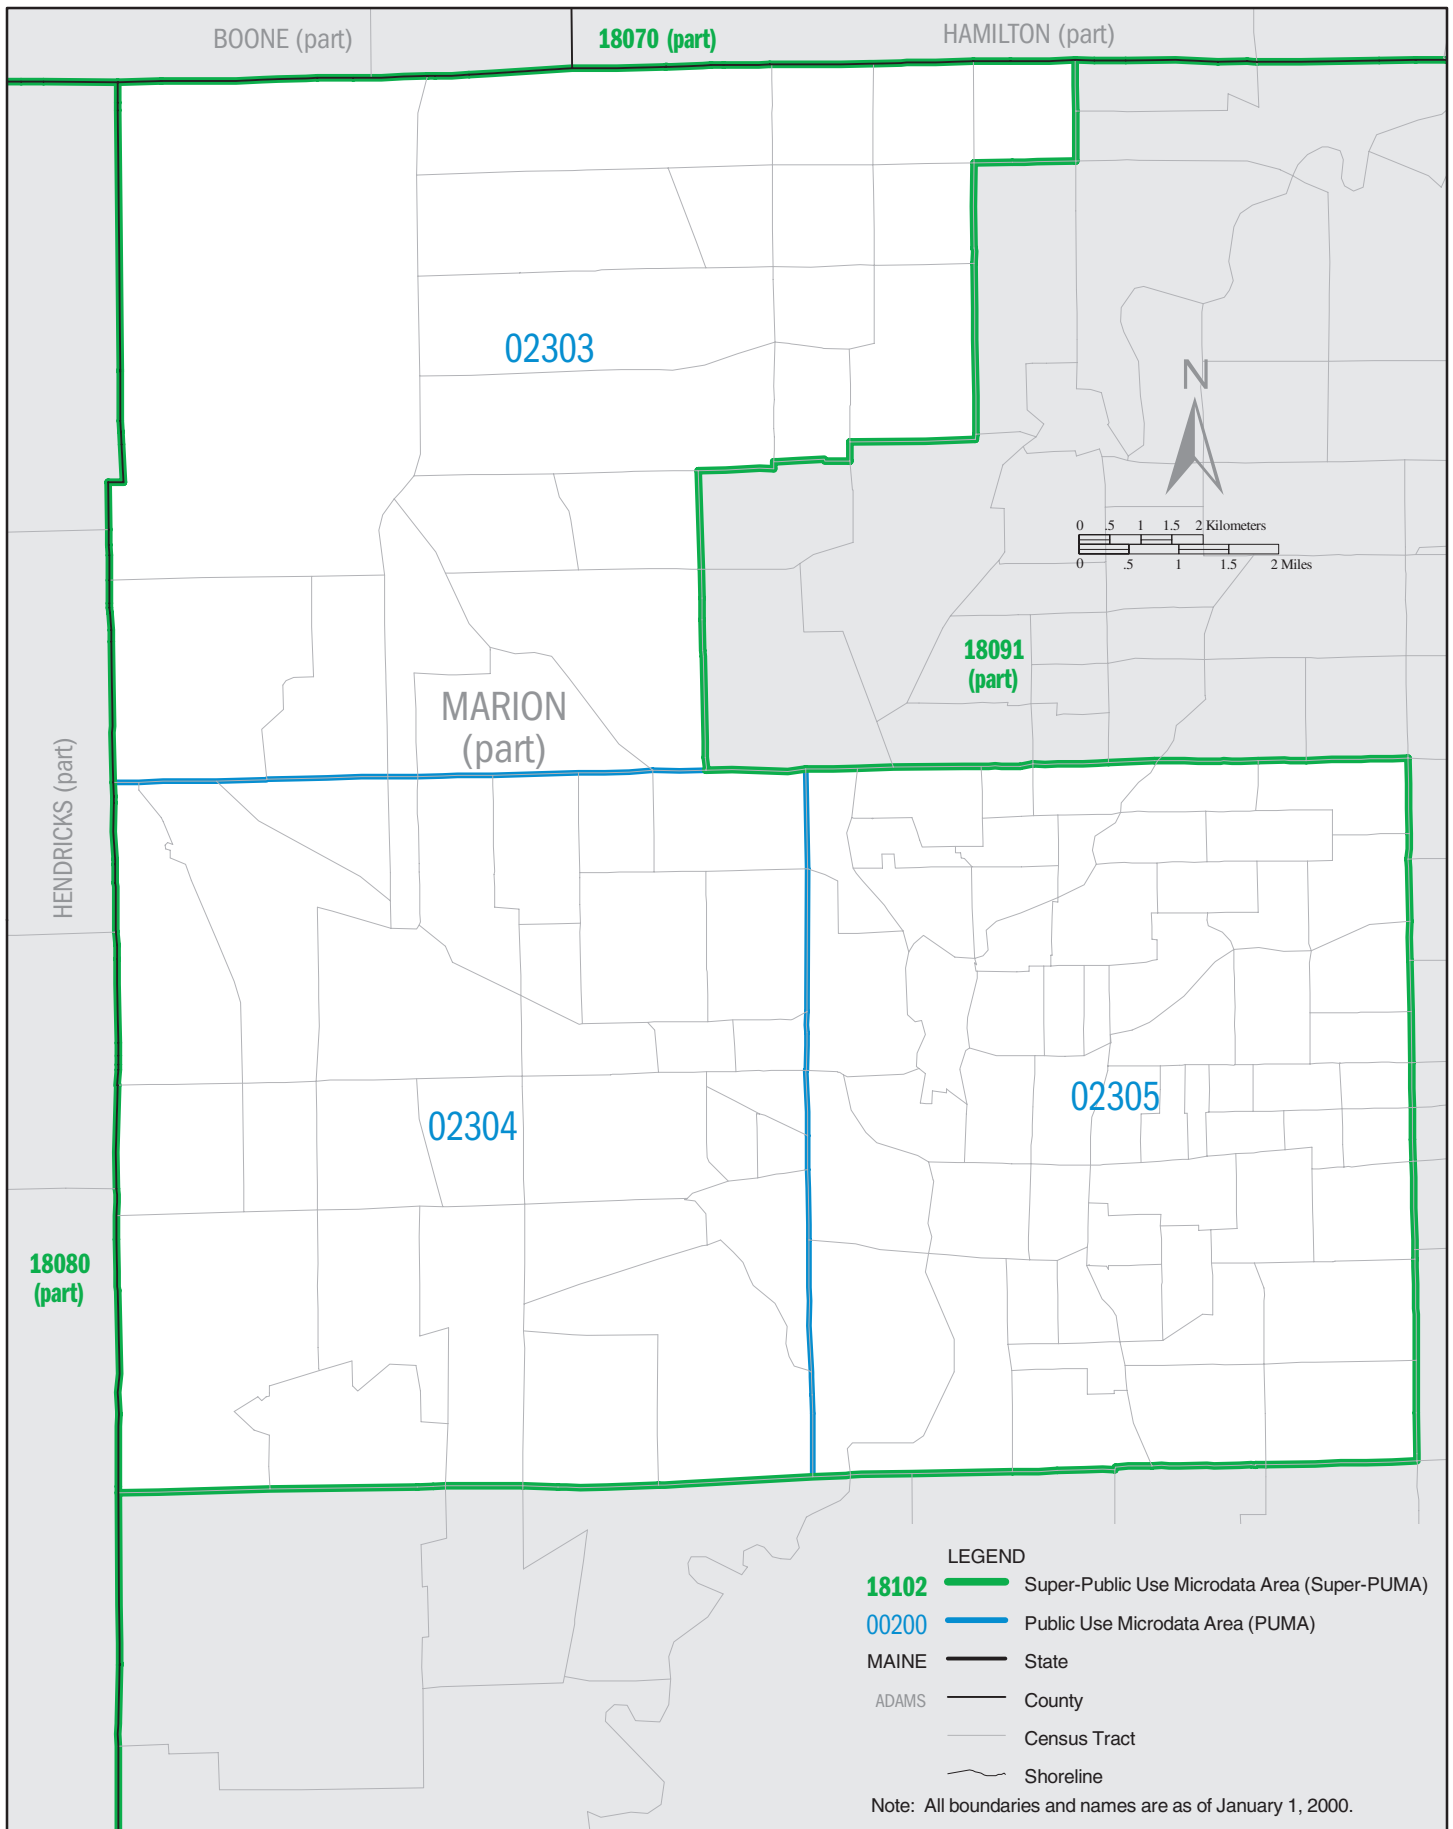 BOONE (part)
18070 (part)
HAMILTON (part)
02303
N
0 .5 1 1.5 2 Kilometers
0 .5 1 1.5 2 Miles
18091
(part)
MARION
(part)
HENDRICKS (part)
02304
02305
18080
(part)
LEGEND
18102 Super-Public Use Microdata Area (Super-PUMA)
00200 Public Use Microdata Area (PUMA)
MAINE State
ADAMS County
Census Tract
Shoreline
Note: All boundaries and names are as of January 1, 2000.